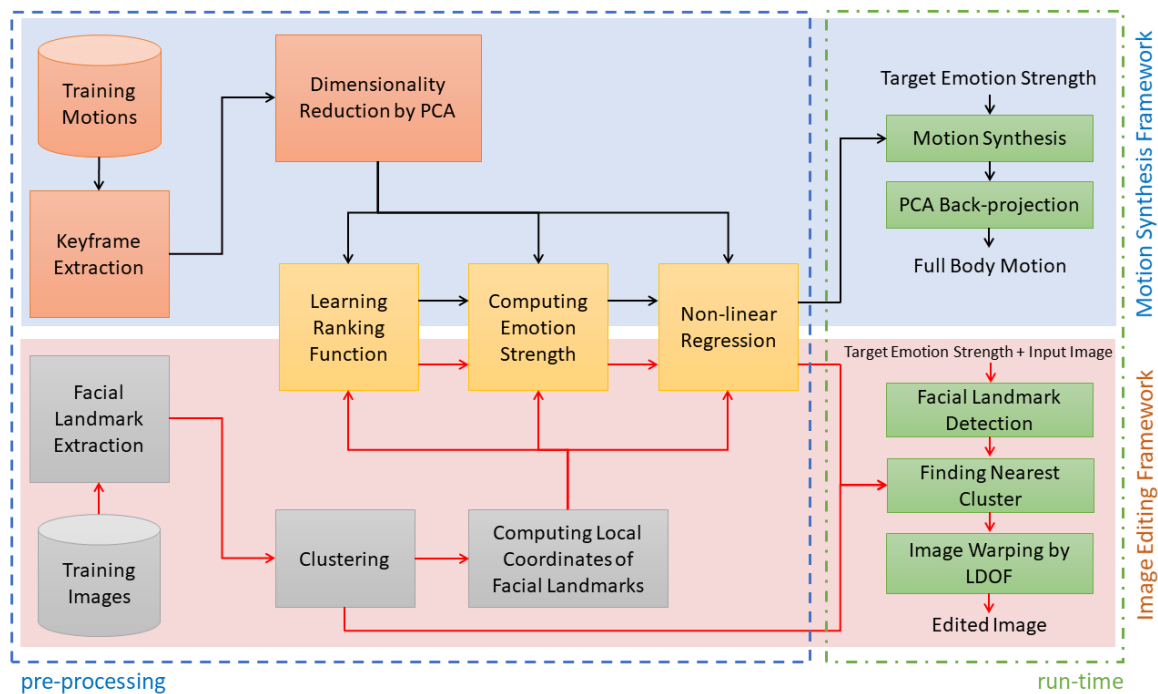 Training
Motions
Keyframe
Extraction
Dimensionality
Reduction by PCA
Learning
Ranking
Function
Computing
Emotion
Strength
Non-linear
Regression
Target Emotion Strength
Motion Synthesis
PCA Back-projection
Full Body Motion
Motion Synthesis Framework
Facial
Landmark
Extraction
Training
Images
Clustering
Computing Local
Coordinates of
Facial Landmarks
Target Emotion Strength + Input Image
Facial Landmark
Detection
Finding Nearest
Cluster
Image Warping by
LDOF
Edited Image
Image Editing Framework
pre-processing
run-time